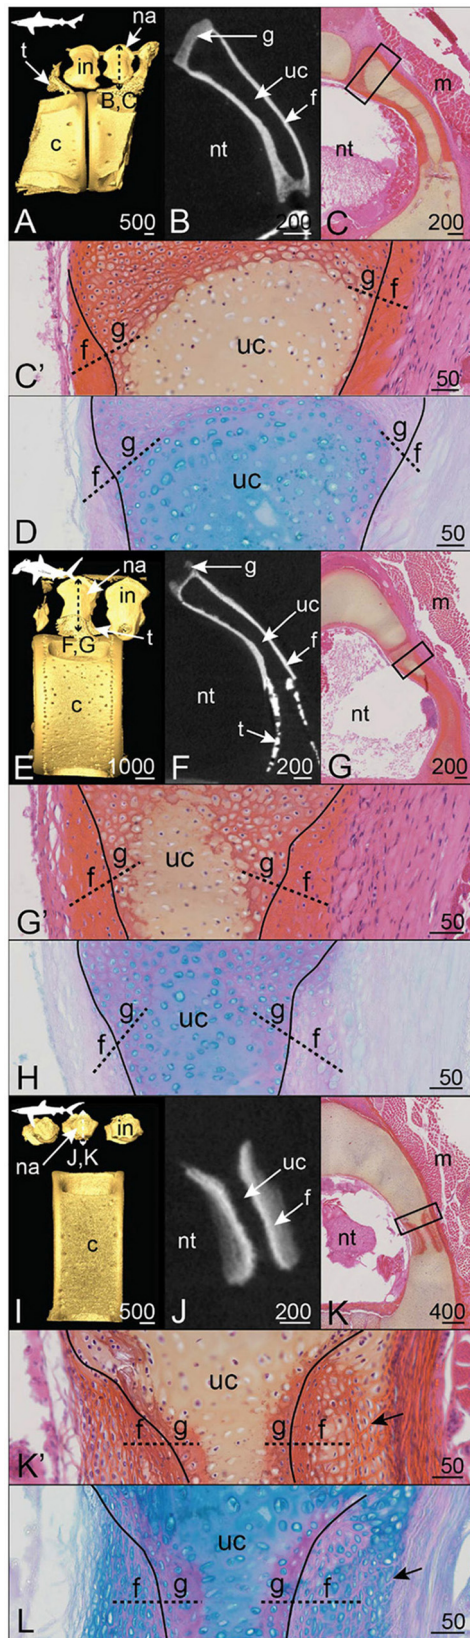 na
t
in
B,C
c
A
500
g
uc
f
nt
B
200
m
nt
C
200
g
f
g
f
uc
C'
50
g
f
g
f
uc
D
50
na
in
t
F,G
c
E
1000
g
uc
f
nt
t
F
200
m
nt
G
200
uc
g
f
g
f
G'
50
g
f
uc
g
f
H
50
in
na
J,K
c
I
500
uc
f
nt
J
200
m
nt
K
400
uc
f
g
g
f
K'
50
uc
f
g
g
f
L
50